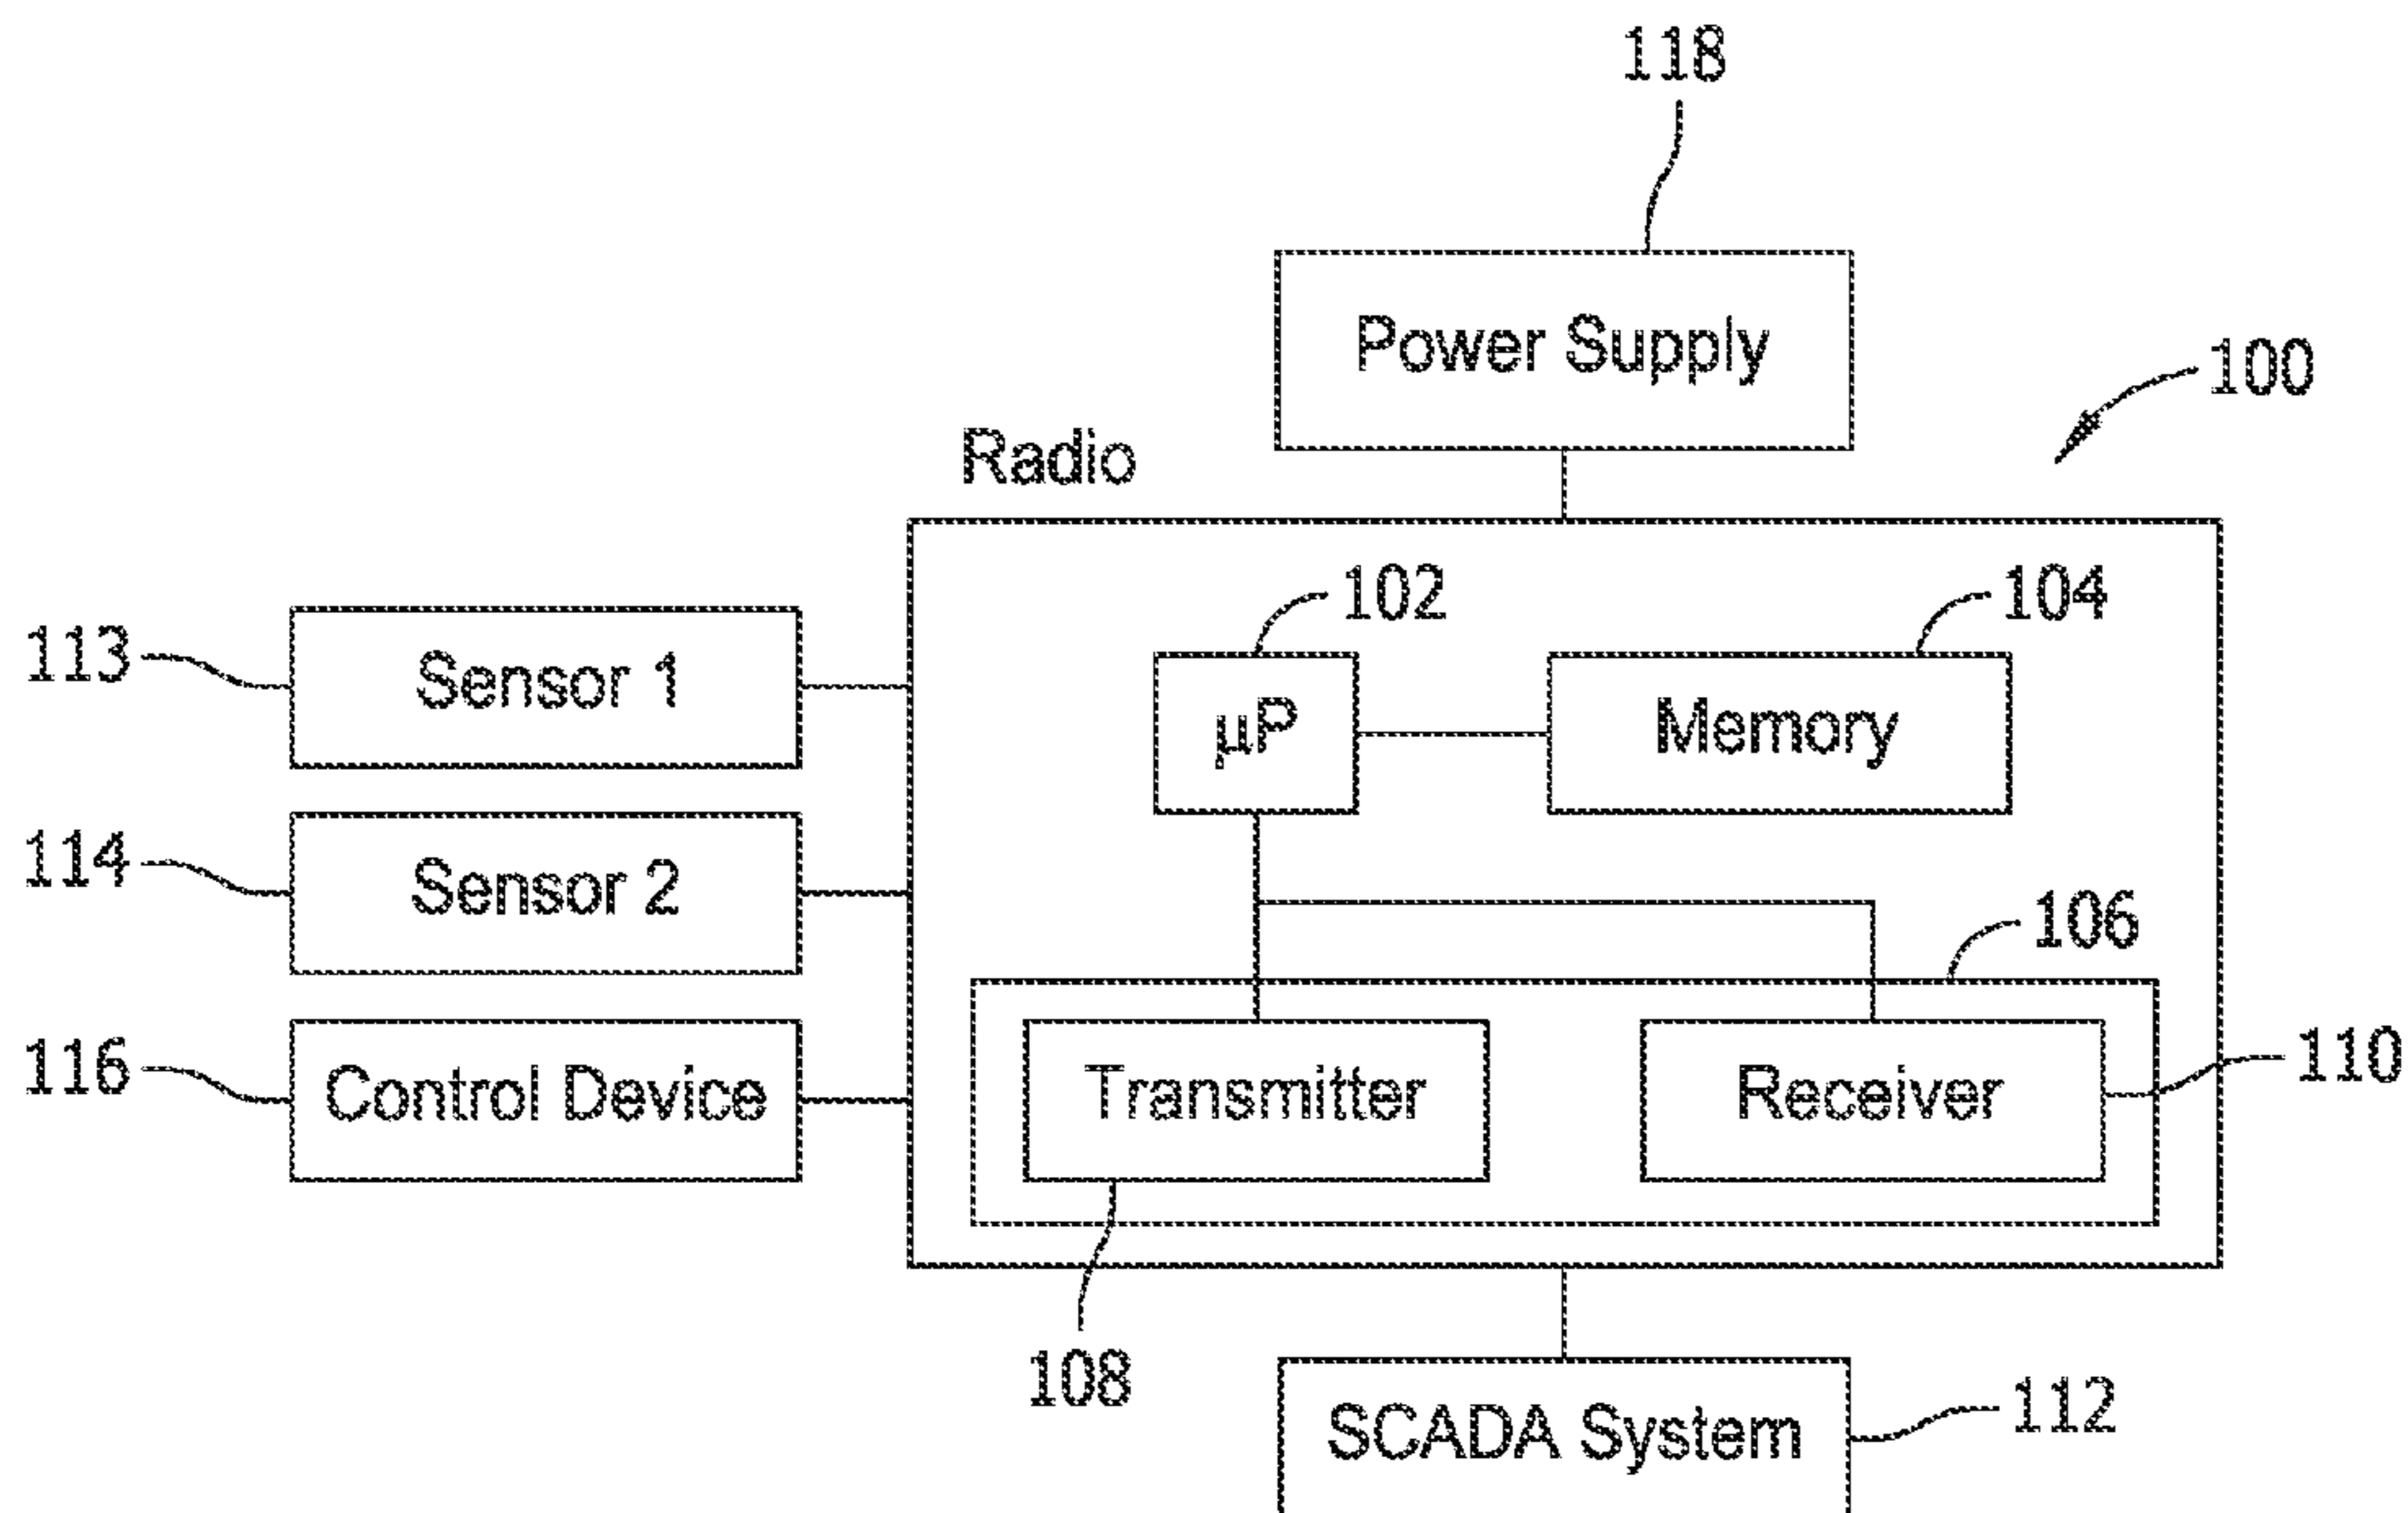 118
Power Supply
100
Radio
102
104
113
Sensor 1
µP
Memory
114
Sensor 2
106
116
Control Device
Transmitter
Receiver
110
108
SCADA System
112